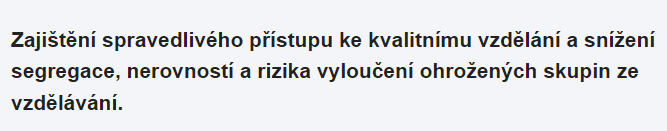 Zajištění spravedlivého přístupu ke kvalitnímu vzdělání a snížení
segregace, nerovností a rizika vyloučení ohrožených skupin ze
vzdělávání.